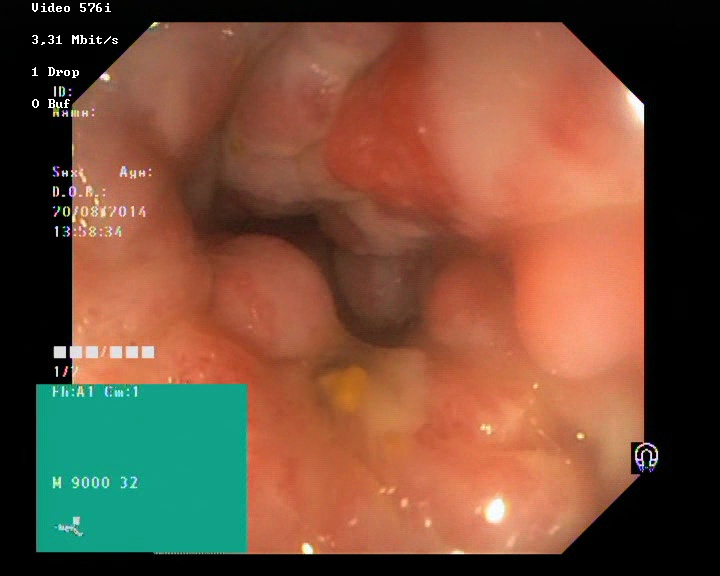 Video 576i
3,31 Mbit/s
1 Drop
ID:
0 Buf
Name:
Sex: Age:
D.O.B.:
20/08/2014
13:58:34
1/7
Eh:A1 Cm:1
M 9000 32